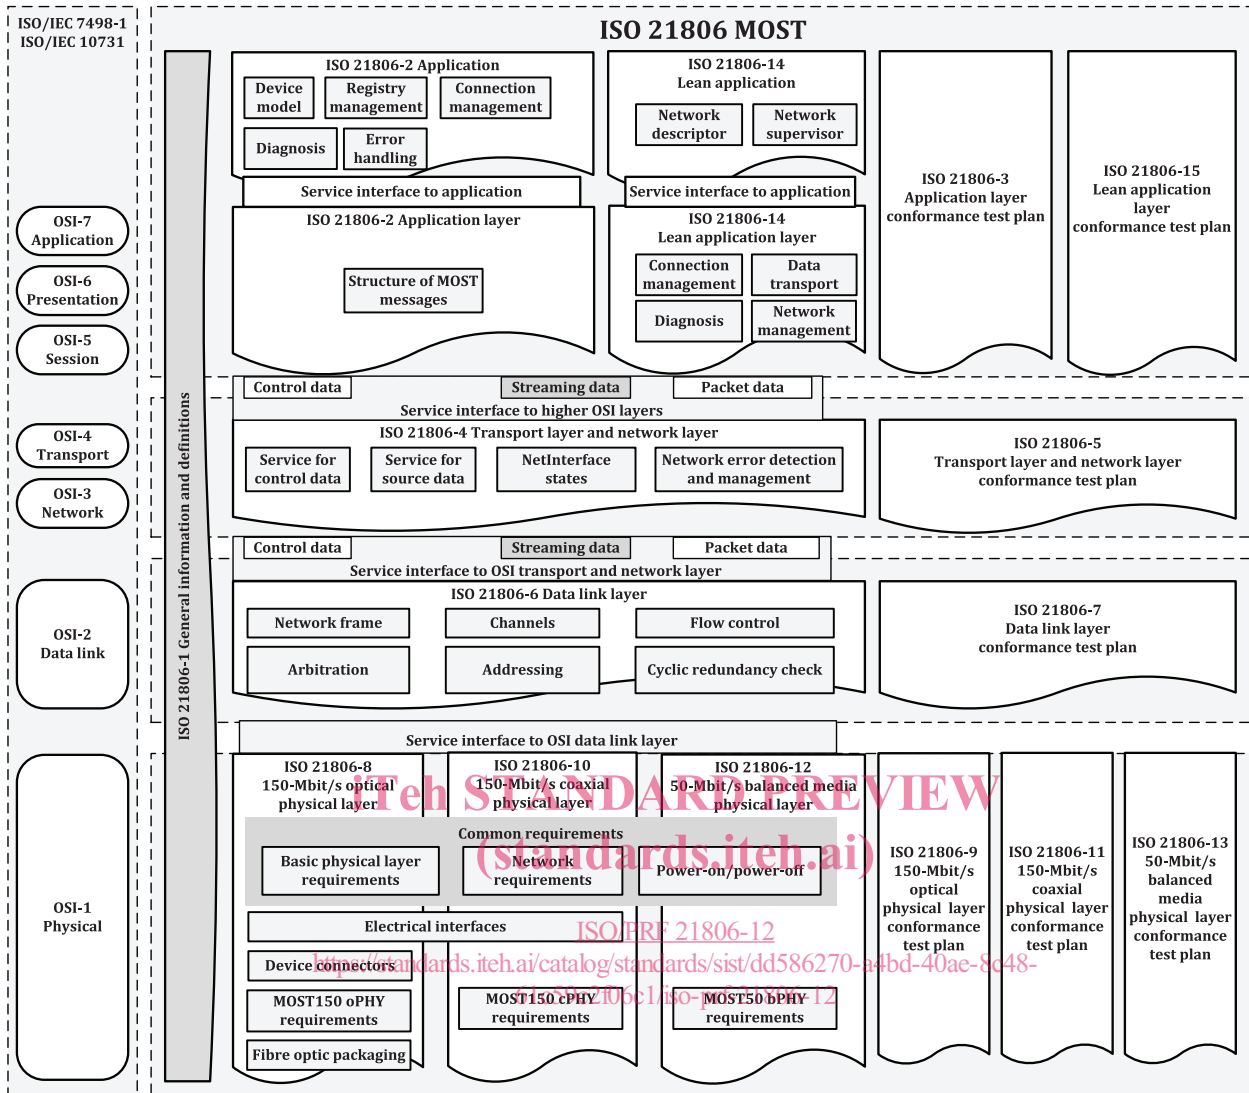 ISO/IEC 7498-1
ISO/IEC 10731
ISO 21806 MOST
OSI-7
Application
OSI-6
Presentation
OSI-5
Session
OSI-4
Transport
OSI-3
Network
OSI-2
Data link
OSI-1
Physical
ISO 21806-1 General information and definitions
ISO 21806-2 Application
Device
model
Registry
management
Connection
management
Diagnosis
Error
handling
Service interface to application
ISO 21806-2 Application layer
Structure of MOST
messages
ISO 21806-14
Lean application
Network
descriptor
Network
supervisor
Service interface to application
ISO 21806-14
Lean application layer
Connection
management
Data
transport
Diagnosis
Network
management
ISO 21806-3
Application layer
conformance test plan
ISO 21806-15
Lean application
layer
conformance test plan
Control data
Streaming data
Packet data
Service interface to higher OSI layers
ISO 21806-4 Transport layer and network layer
Service for
control data
Service for
source data
NetInterface
states
Network error detection
and management
ISO 21806-5
Transport layer and network layer
conformance test plan
Control data
Streaming data
Packet data
Service interface to OSI transport and network layer
ISO 21806-6 Data link layer
Network frame
Channels
Flow control
Arbitration
Addressing
Cyclic redundancy check
ISO 21806-7
Data link layer
conformance test plan
Service interface to OSI data link layer
ISO 21806-8
150-Mbit/s optical
physical layer
ISO 21806-10
150-Mbit/s coaxial
physical layer
ISO 21806-12
50-Mbit/s balanced media
physical layer
iTeh STANDARD PREVIEW
(standards.iteh.ai)
Common requirements
Basic physical layer
requirements
Network
requirements
Power-on/power-off
Electrical interfaces
ISO/PRF 21806-12
Device connectors
https://standards.iteh.ai/catalog/standards/sist/dd586270-a4bd-40ae-8c48-
MOST150 oPHY
requirements
MOST150 cPHY
requirements
MOST50 bPHY
requirements
Fibre optic packaging
ISO 21806-9
150-Mbit/s
optical
physical layer
conformance
test plan
ISO 21806-11
150-Mbit/s
coaxial
physical layer
conformance
test plan
ISO 21806-13
50-Mbit/s
balanced
media
physical layer
conformance
test plan